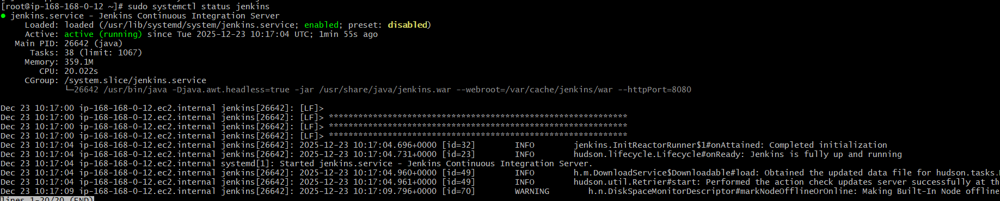 [root@ip-168-168-0-12 ~]# sudo systemctl status jenkins
● jenkins.service - Jenkins Continuous Integration Server
     Loaded: loaded (/usr/lib/systemd/system/jenkins.service; enabled; preset: disabled)
     Active: active (running) since Tue 2025-12-23 10:17:04 UTC; 1min 55s ago
   Main PID: 26642 (java)
      Tasks: 38 (limit: 1067)
     Memory: 359.1M
        CPU: 20.022s
     CGroup: /system.slice/jenkins.service
             └─26642 /usr/bin/java -Djava.awt.headless=true -jar /usr/share/java/jenkins.war --webroot=/var/cache/jenkins/war --httpPort=8080
Dec 23 10:17:00 ip-168-168-0-12.ec2.internal jenkins[26642]: [LF]>
Dec 23 10:17:00 ip-168-168-0-12.ec2.internal jenkins[26642]: [LF]> *************************************************************
Dec 23 10:17:00 ip-168-168-0-12.ec2.internal jenkins[26642]: [LF]> *************************************************************
Dec 23 10:17:00 ip-168-168-0-12.ec2.internal jenkins[26642]: [LF]> *************************************************************
Dec 23 10:17:04 ip-168-168-0-12.ec2.internal jenkins[26642]: 2025-12-23 10:17:04.696+0000 [id=32]        INFO        jenkins.InitReactorRunner$1#onAttained: Completed initialization
Dec 23 10:17:04 ip-168-168-0-12.ec2.internal jenkins[26642]: 2025-12-23 10:17:04.731+0000 [id=23]        INFO        hudson.lifecycle.Lifecycle#onReady: Jenkins is fully up and running
Dec 23 10:17:04 ip-168-168-0-12.ec2.internal systemd[1]: Started jenkins.service - Jenkins Continuous Integration Server.
Dec 23 10:17:04 ip-168-168-0-12.ec2.internal jenkins[26642]: 2025-12-23 10:17:04.960+0000 [id=49]        INFO        h.m.DownloadService$Downloadable#load: Obtained the updated data file for hudson.tasks.
Dec 23 10:17:04 ip-168-168-0-12.ec2.internal jenkins[26642]: 2025-12-23 10:17:04.961+0000 [id=49]        INFO        hudson.util.Retrier#start: Performed the action check updates server successfully at th
Dec 23 10:17:09 ip-168-168-0-12.ec2.internal jenkins[26642]: 2025-12-23 10:17:09.796+0000 [id=70]        WARNING        h.n.DiskSpaceMonitorDescriptor#markNodeOfflineOrOnline: Making Built-In Node offline
lines 1-20/20 (END)